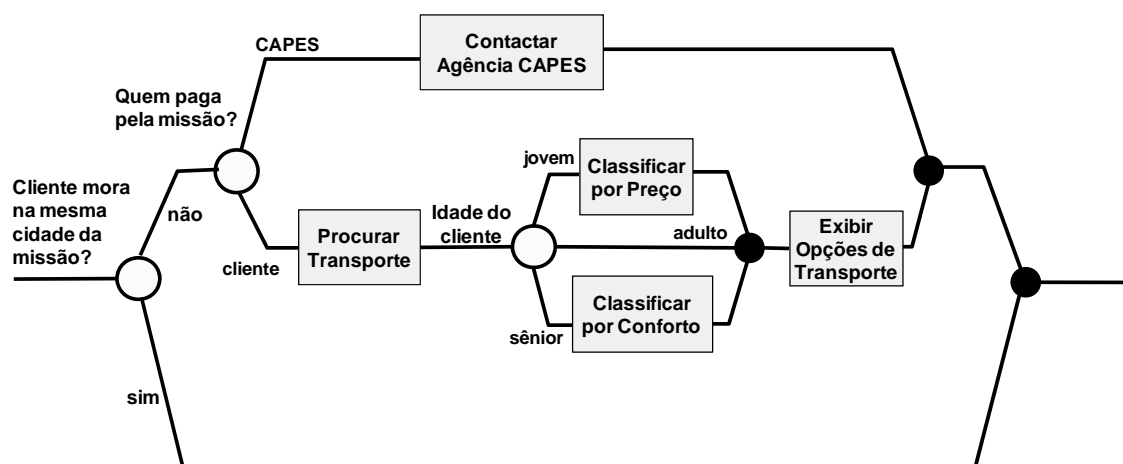 CAPES
Contactar
Agência CAPES
Quem paga
pela missão?
jovem
Classificar
por Preço
Cliente mora
na mesma
cidade da
missão?
não
cliente
Procurar
Transporte
Idade do
cliente
adulto
Exibir
Opções de
Transporte
sênior
Classificar
por Conforto
sim